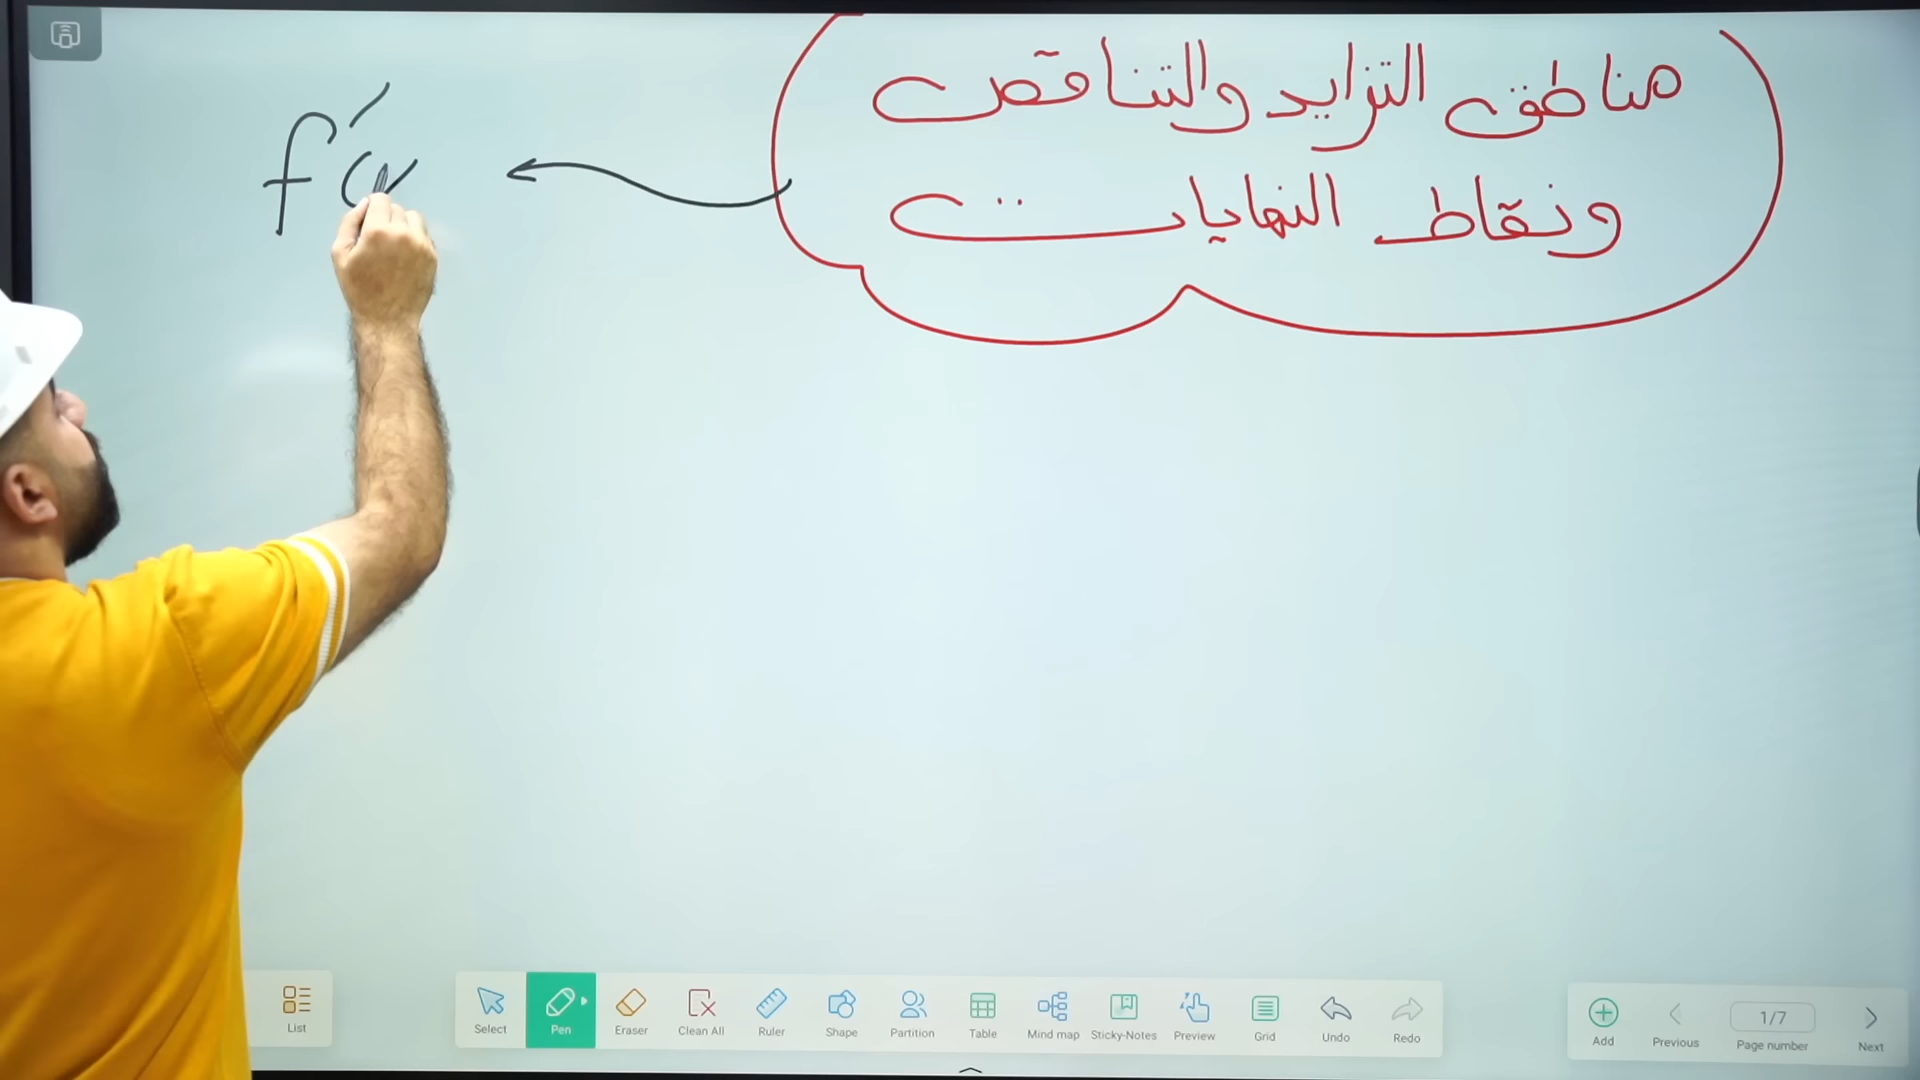 مناطق التزايد والتناقص
ونقاط النهايات
f'(x
List
Select
Pen
Eraser
Clean All
Ruler
Shape
Partition
Table
Mind map
Sticky-Notes
Preview
Grid
Undo
Redo
Add
Previous
1/7
Page number
Next